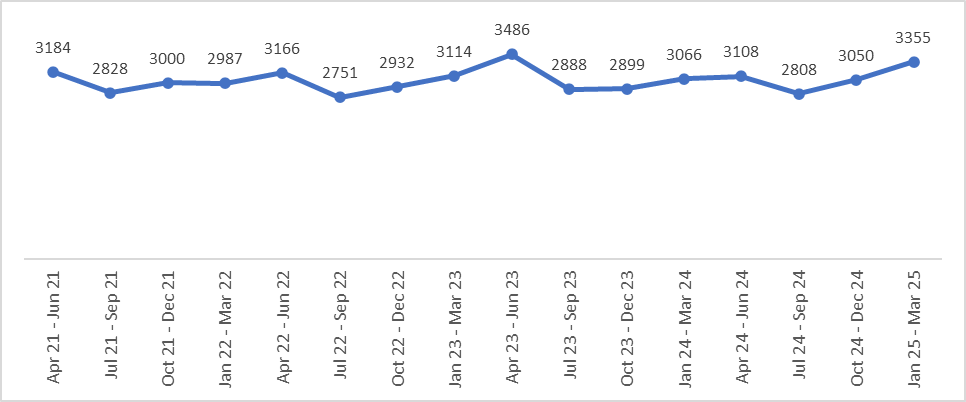 3184
2828
3000
2987
3166
2751
2932
3114
3486
2888
2899
3066
3108
2808
3050
3355
Apr 21 - Jun 21
Jul 21 - Sep 21
Oct 21 - Dec 21
Jan 22 - Mar 22
Apr 22 - Jun 22
Jul 22 - Sep 22
Oct 22 - Dec 22
Jan 23 - Mar 23
Apr 23 - Jun 23
Jul 23 - Sep 23
Oct 23 - Dec 23
Jan 24 - Mar 24
Apr 24 - Jun 24
Jul 24 - Sep 24
Oct 24 - Dec 24
Jan 25 - Mar 25